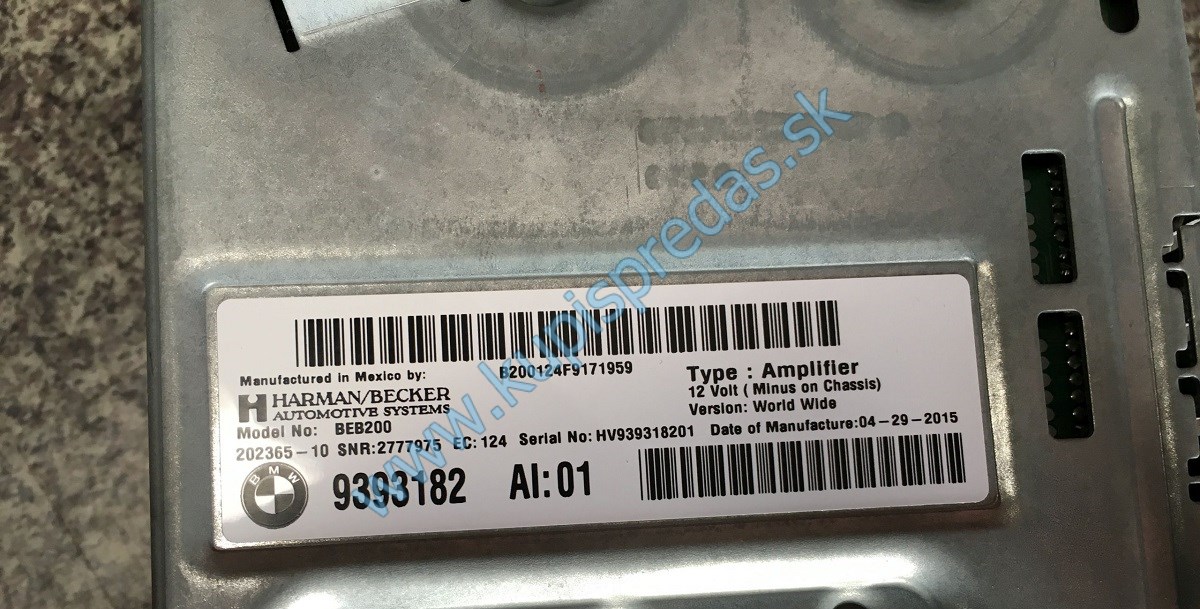 B200124F9171959
Manufactured in Mexico by:
HARMAN/BECKER
AUTOMOTIVE SYSTEMS
Type : Amplifier
12 Volt ( Minus on Chassis)
Version: World Wide
Model No: BEB200
202365-10 SNR:2777975 EC: 124 Serial No: HV939318201 Date of Manufacture:04-29-2015
BMW
9393182 AI: 01
www.kupispredas.sk